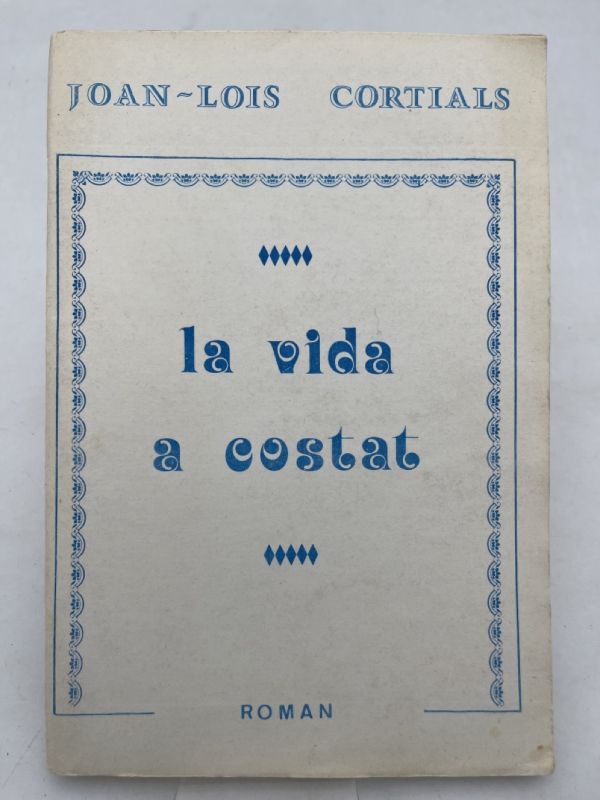 JOAN-LOIS CORTIALS
la vida
a costat
ROMAN